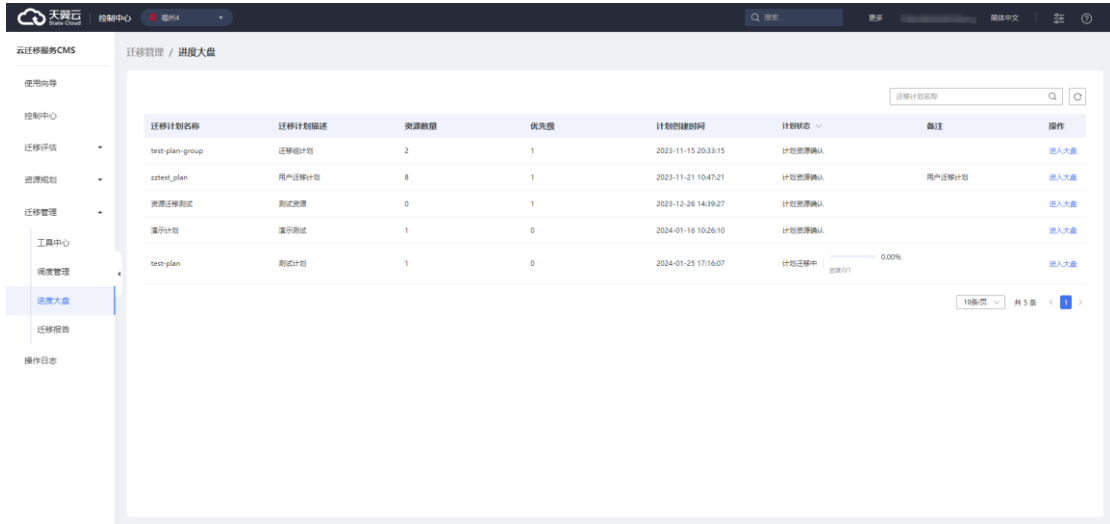 天翼云 State Cloud 控制中心 福州4 搜索... 更多 简体中文
云迁移服务CMS
迁移管理 / 进度大盘
使用向导
控制中心
迁移评估
资源规划
迁移管理
工具中心
调度管理
进度大盘
迁移报告
操作日志
迁移计划名称
迁移计划名称 迁移计划描述 资源数量 优先级 计划创建时间 计划状态 备注 操作
test-plan-group 迁移组计划 2 1 2023-11-15 20:33:15 计划资源确认 进入大盘
zztest_plan 用户迁移计划 8 1 2023-11-21 10:47:21 计划资源确认 用户迁移计划 进入大盘
资源迁移测试 测试资源 0 1 2023-12-26 14:39:27 计划资源确认 进入大盘
演示计划 演示测试 1 0 2024-01-16 10:26:10 计划资源确认 进入大盘
test-plan 测试计划 1 0 2024-01-25 17:16:07 计划迁移中 0.00% 进入大盘
资源:0/1
10条/页 共 5 条 < 1 >